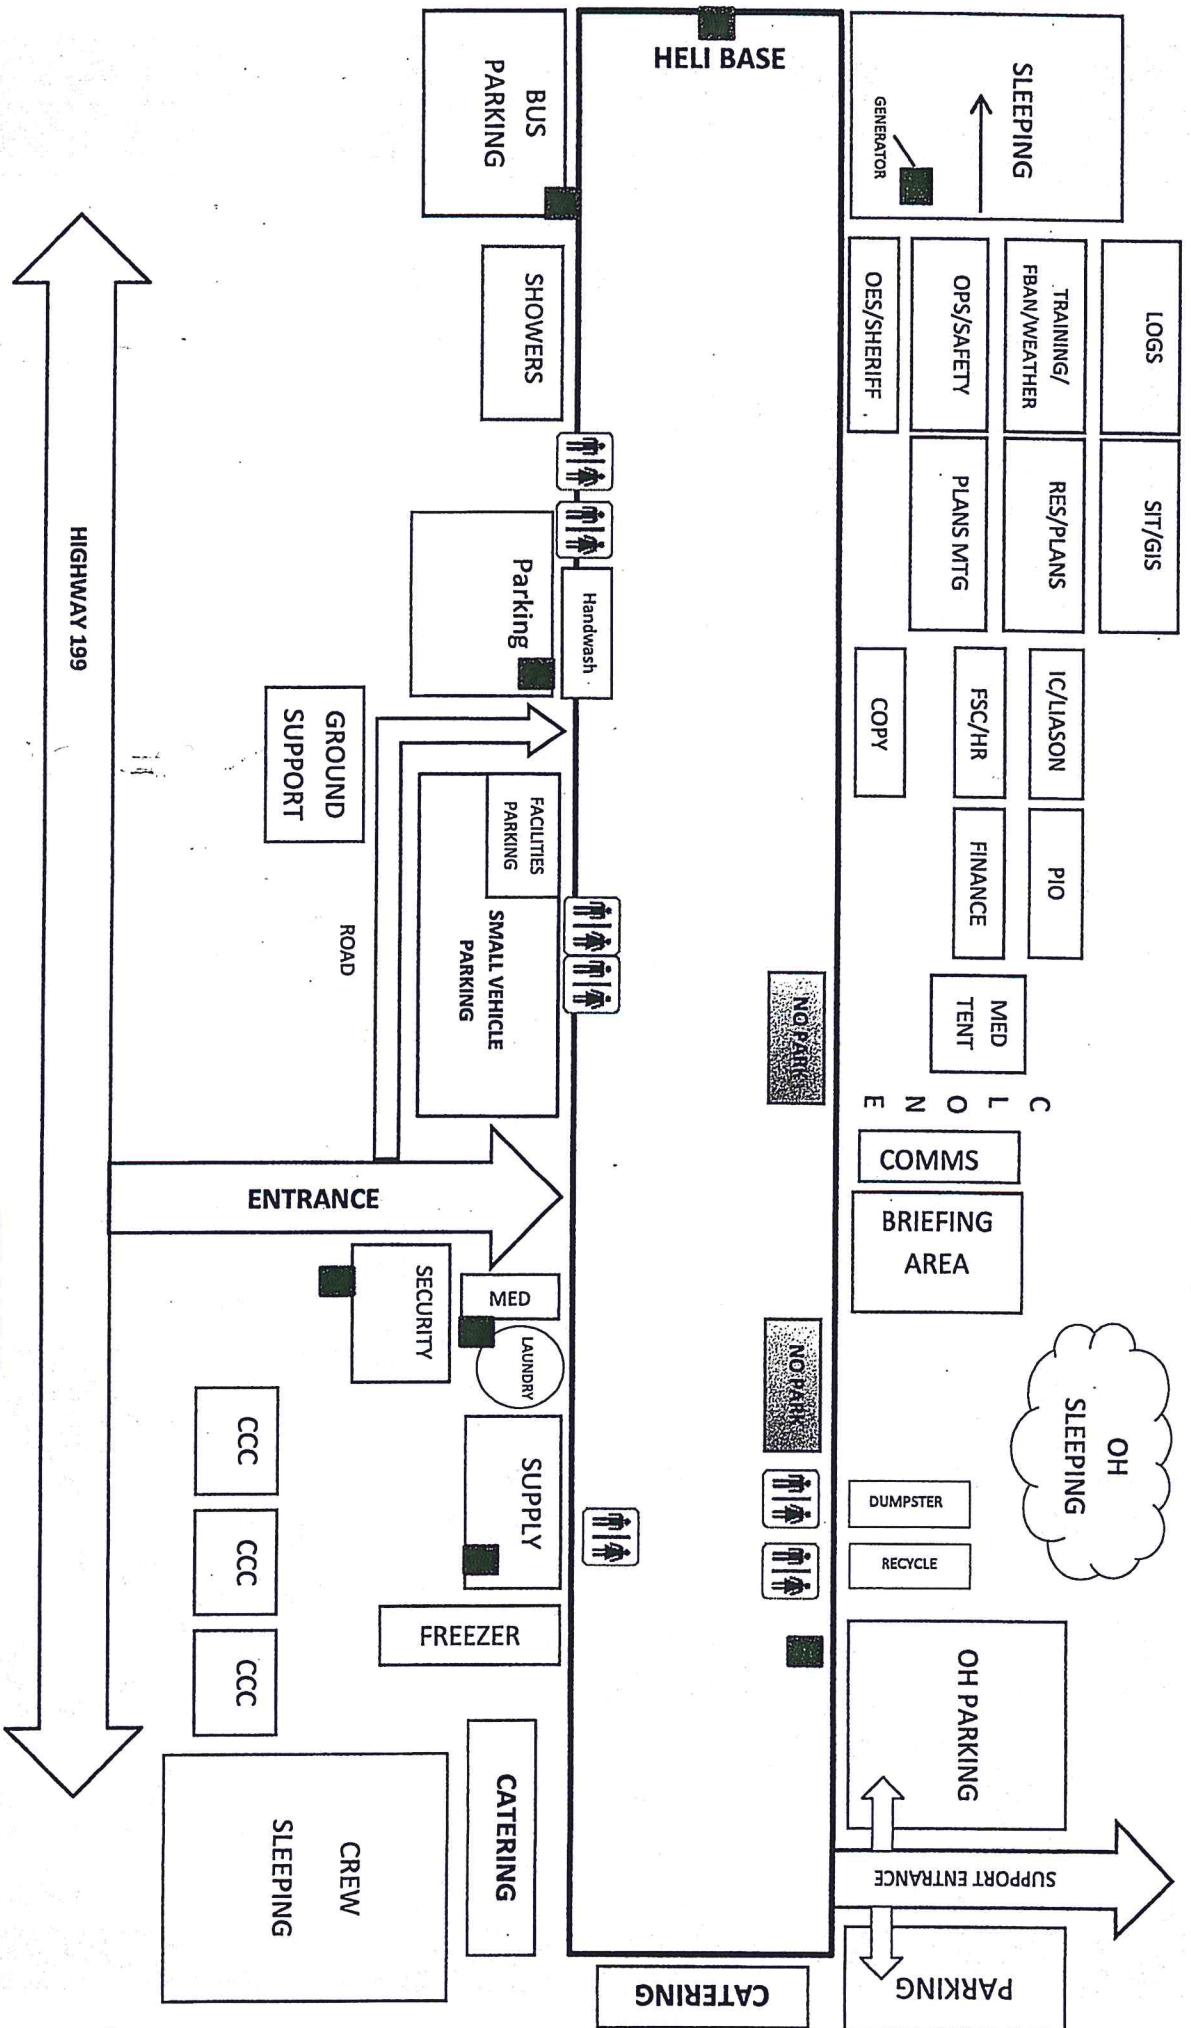 HELI BASE
BUS
PARKING
SLEEPING
GENERATOR
SHOWERS
OES/SHERIFF
OPS/SAFETY
TRAINING/
FBAN/WEATHER
LOGS
PLANS MTG
RES/PLANS
SIT/GIS
Parking
Handwash
HIGHWAY 199
GROUND
SUPPORT
COPY
FSC/HR
IC/LIASON
FACILITIES
PARKING
FINANCE
PIO
ROAD
SMALL VEHICLE
PARKING
NO PARK
MED
TENT
CLONE
COMMS
ENTRANCE
BRIEFING
AREA
SECURITY
MED
LAUNDRY
NO PARK
OH
SLEEPING
CCC
CCC
CCC
SUPPLY
DUMPSTER
RECYCLE
FREEZER
OH PARKING
CATERING
CREW
SLEEPING
SUPPORT ENTRANCE
CATERING
PARKING